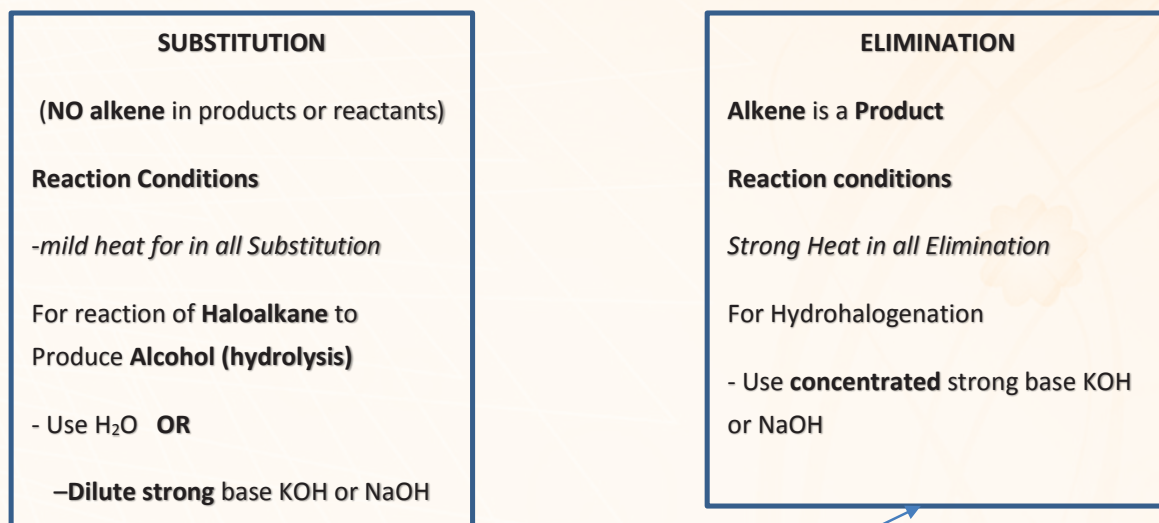 SUBSTITUTION
(NO alkene in products or reactants)
Reaction Conditions
-mild heat for in all Substitution
For reaction of Haloalkane to
Produce Alcohol (hydrolysis)
- Use H₂O OR
–Dilute strong base KOH or NaOH
ELIMINATION
Alkene is a Product
Reaction conditions
Strong Heat in all Elimination
For Hydrohalogenation
- Use concentrated strong base KOH
or NaOH